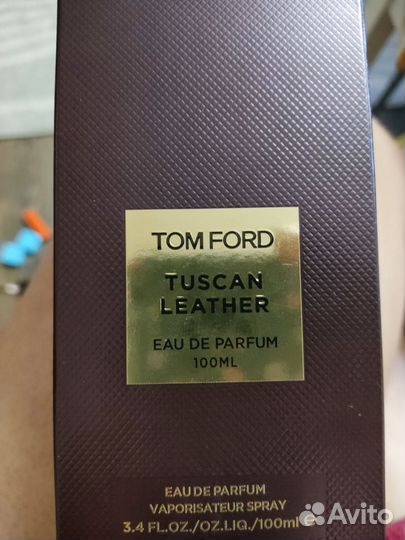 TOM FORD
TUSCAN
LEATHER
EAU DE PARFUM
100ML
EAU DE PARFUM
VAPORISATEUR SPRAY
3.4 FL.OZ./OZ.LIQ./100ml e
Avito